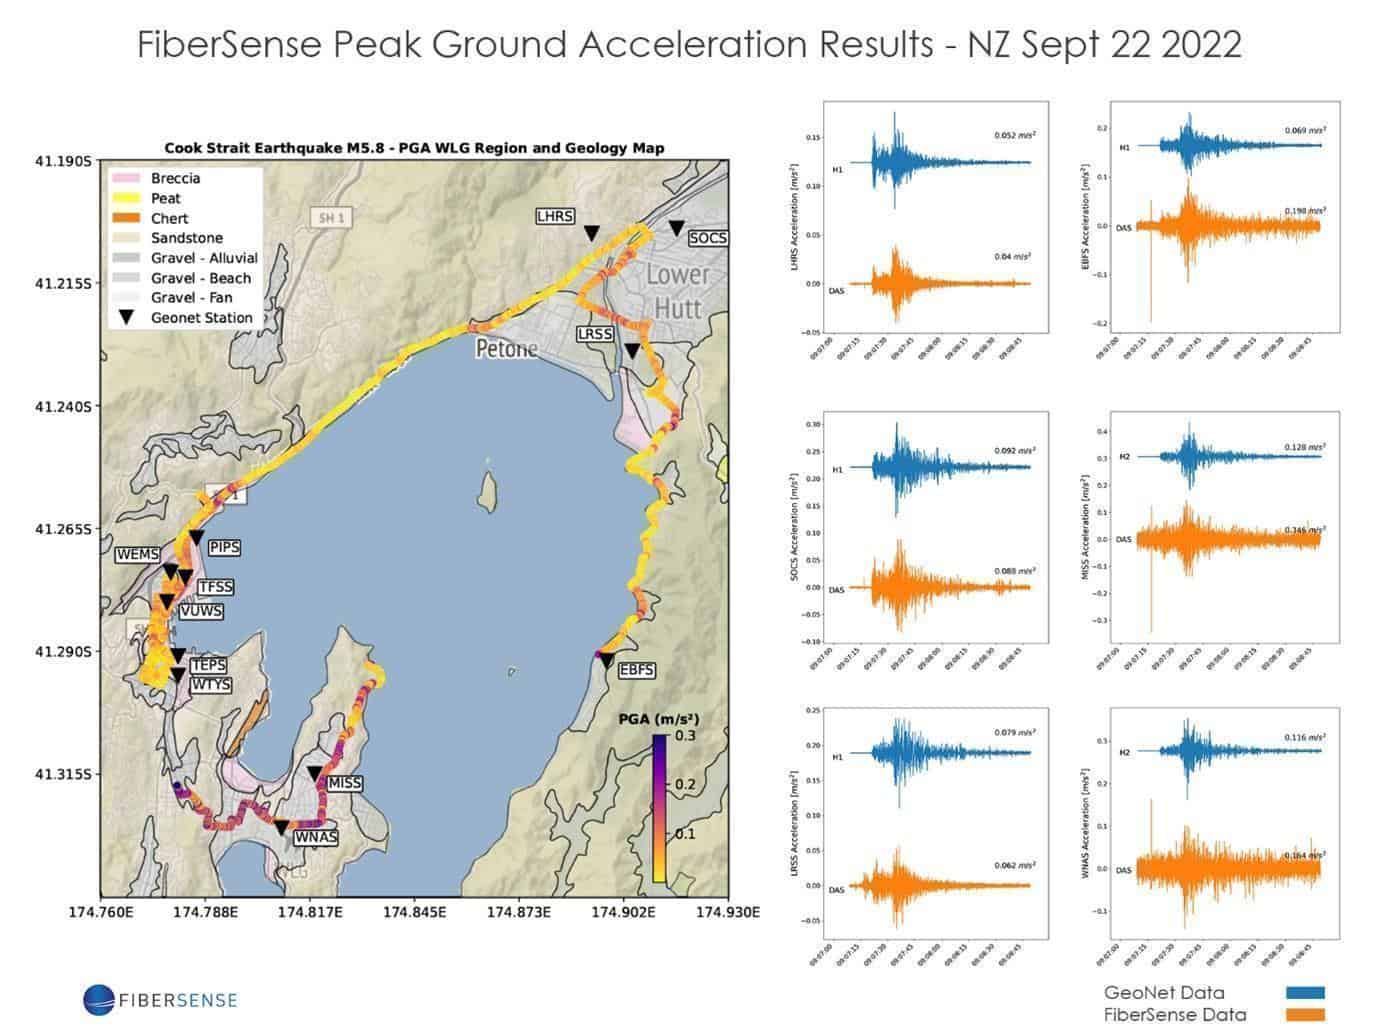 FiberSense Peak Ground Acceleration Results - NZ Sept 22 2022
Cook Strait Earthquake M5.8 - PGA WLG Region and Geology Map
41.190S
41.215S
41.240S
41.265S
41.290S
41.315S
174.760E
174.788E
174.817E
174.845E
174.873E
174.902E
174.930E
Breccia
Peat
Chert
Sandstone
Gravel - Alluvial
Gravel - Beach
Gravel - Fan
Geonet Station
SH 1
LHRS
SOCS
Lower
Hutt
LRSS
Petone
1
WEMS
PIPS
TFSS
VUWS
TEPS
WTYS
EBFS
MISS
WNAS
PGA (m/s²)
0.3
0.2
0.1
LHRS Acceleration [m/s²]
0.15
0.10
0.05
0.00
−0.05
H1
0.052 m/s²
DAS
0.04 m/s²
09:07:00
09:07:15
09:07:30
09:07:45
09:08:00
09:08:15
09:08:30
09:08:45
EBFS Acceleration [m/s²]
0.2
0.1
0.0
−0.1
−0.2
H1
0.069 m/s²
DAS
0.198 m/s²
09:07:00
09:07:15
09:07:30
09:07:45
09:08:00
09:08:15
09:08:30
09:08:45
SOCS Acceleration [m/s²]
0.30
0.25
0.20
0.15
0.10
0.05
0.00
−0.05
−0.10
H1
0.092 m/s²
DAS
0.088 m/s²
09:07:00
09:07:15
09:07:30
09:07:45
09:08:00
09:08:15
09:08:30
09:08:45
MISS Acceleration [m/s²]
0.4
0.3
0.2
0.1
0.0
−0.1
−0.2
−0.3
H2
0.128 m/s²
DAS
0.346 m/s²
09:07:00
09:07:15
09:07:30
09:07:45
09:08:00
09:08:15
09:08:30
09:08:45
LRSS Acceleration [m/s²]
0.25
0.20
0.15
0.10
0.05
0.00
−0.05
H1
0.079 m/s²
DAS
0.062 m/s²
09:07:00
09:07:15
09:07:30
09:07:45
09:08:00
09:08:15
09:08:30
09:08:45
WNAS Acceleration [m/s²]
0.3
0.2
0.1
0.0
−0.1
H2
0.116 m/s²
DAS
0.164 m/s²
09:07:00
09:07:15
09:07:30
09:07:45
09:08:00
09:08:15
09:08:30
09:08:45
FIBERSENSE
GeoNet Data
FiberSense Data